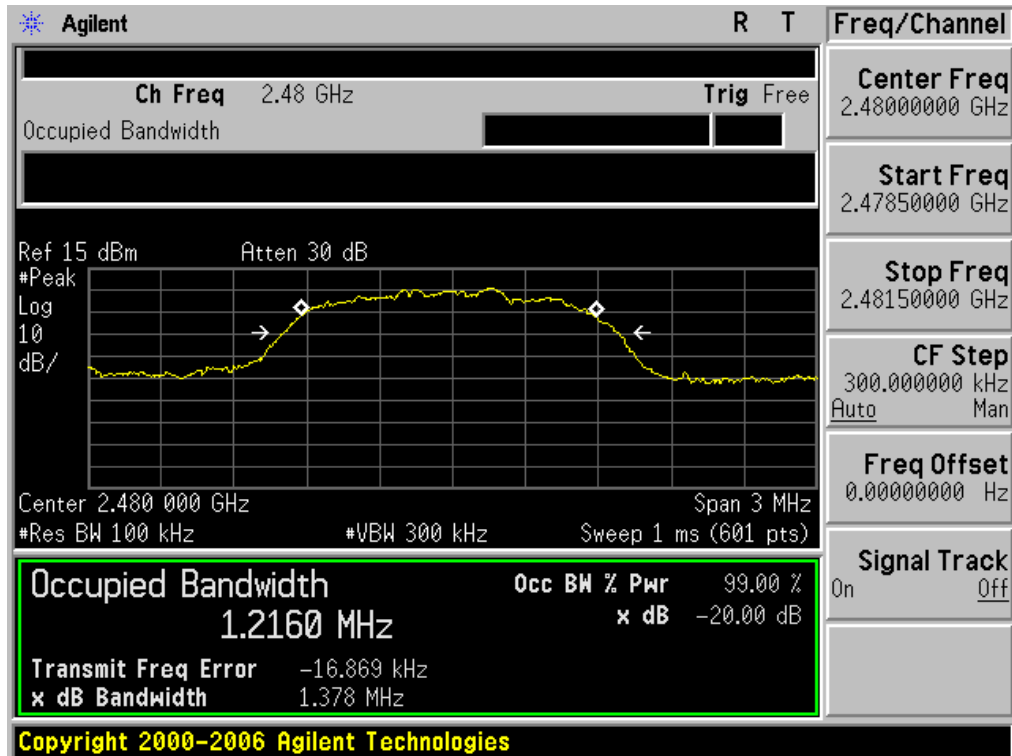 Agilent R T
Ch Freq 2.48 GHz Trig Free
Occupied Bandwidth
Ref 15 dBm Atten 30 dB
#Peak
Log
10
dB/
Center 2.480 000 GHz Span 3 MHz
#Res BW 100 kHz #VBW 300 kHz Sweep 1 ms (601 pts)
Occupied Bandwidth Occ BW % Pwr 99.00 %
1.2160 MHz x dB -20.00 dB
Transmit Freq Error -16.869 kHz
x dB Bandwidth 1.378 MHz
Copyright 2000-2006 Agilent Technologies
Freq/Channel
Center Freq
2.48000000 GHz
Start Freq
2.47850000 GHz
Stop Freq
2.48150000 GHz
CF Step
300.000000 kHz
Auto Man
Freq Offset
0.00000000 Hz
Signal Track
On Off